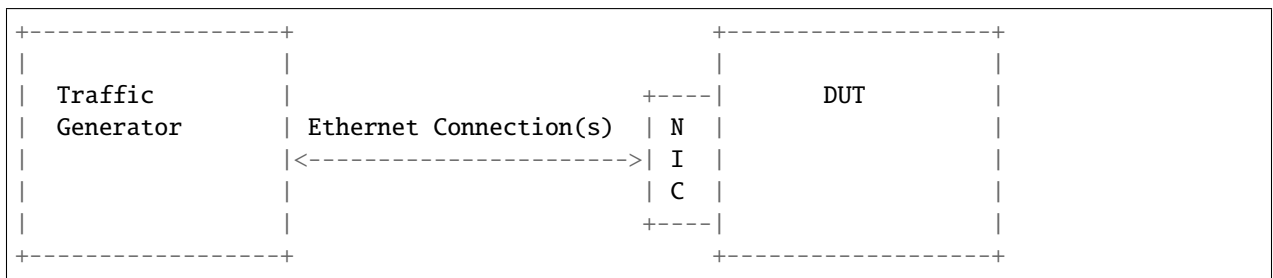 +------------------+                              +-------------------+
|                  |                              |                   |
|  Traffic         |                         +----|       DUT         |
|  Generator       | Ethernet Connection(s)  | N  |                   |
|                  |<----------------------->| I  |                   |
|                  |                         | C  |                   |
|                  |                         +----|                   |
+------------------+                              +-------------------+